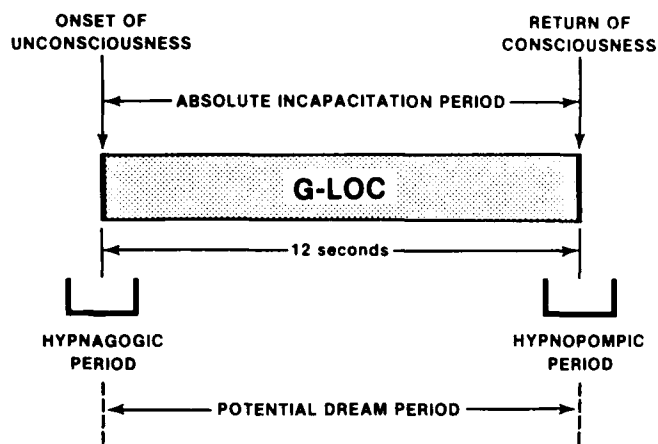 ONSET OF
UNCONSCIOUSNESS
RETURN OF
CONSCIOUSNESS
ABSOLUTE INCAPACITATION PERIOD
G-LOC
12 seconds
HYPNAGOGIC
PERIOD
HYPNOPOMPIC
PERIOD
POTENTIAL DREAM PERIOD